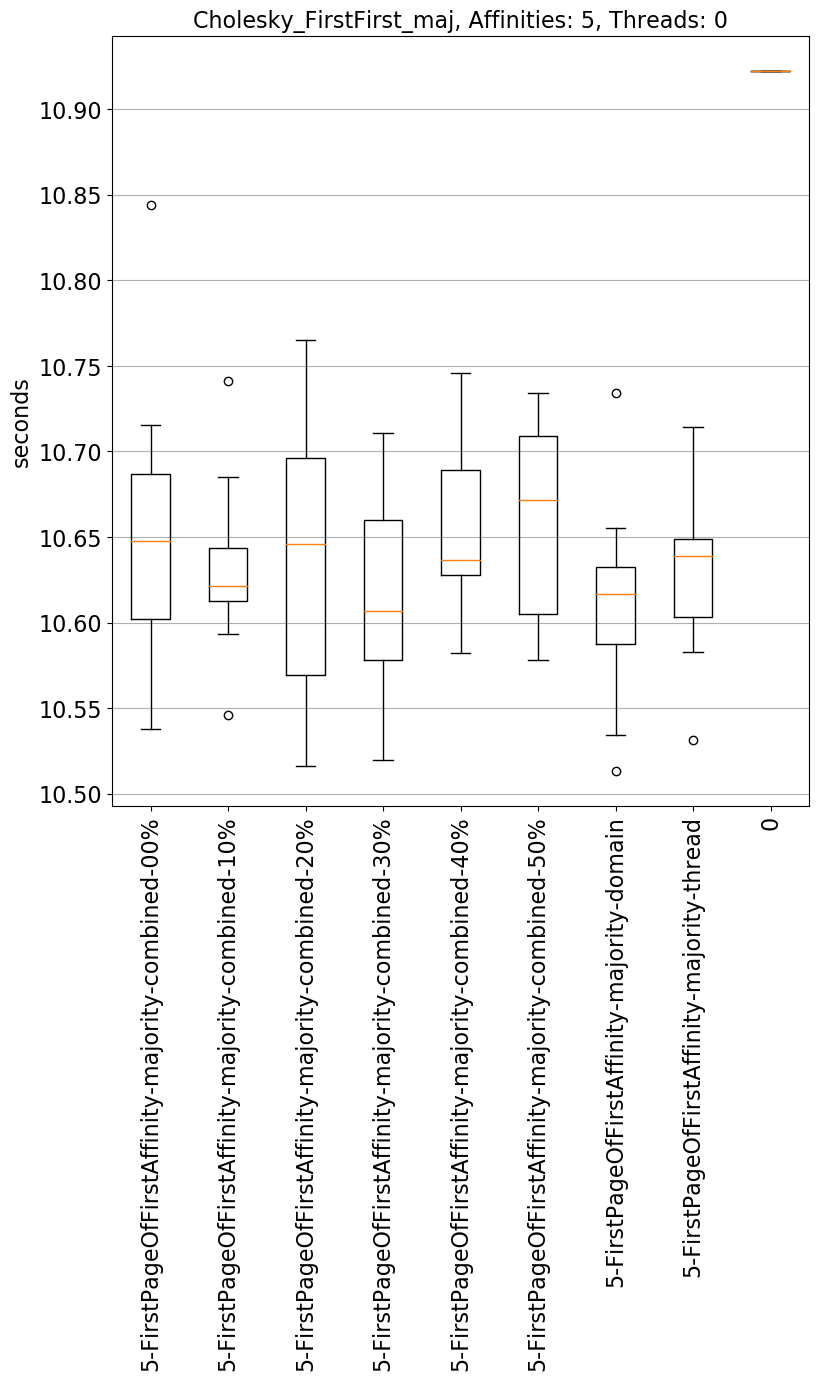 Cholesky_FirstFirst_maj, Affinities: 5, Threads: 0
seconds
10.90
10.85
10.80
10.75
10.70
10.65
10.60
10.55
10.50
5-FirstPageOfFirstAffinity-majority-combined-00%
5-FirstPageOfFirstAffinity-majority-combined-10%
5-FirstPageOfFirstAffinity-majority-combined-20%
5-FirstPageOfFirstAffinity-majority-combined-30%
5-FirstPageOfFirstAffinity-majority-combined-40%
5-FirstPageOfFirstAffinity-majority-combined-50%
5-FirstPageOfFirstAffinity-majority-domain
5-FirstPageOfFirstAffinity-majority-thread
0